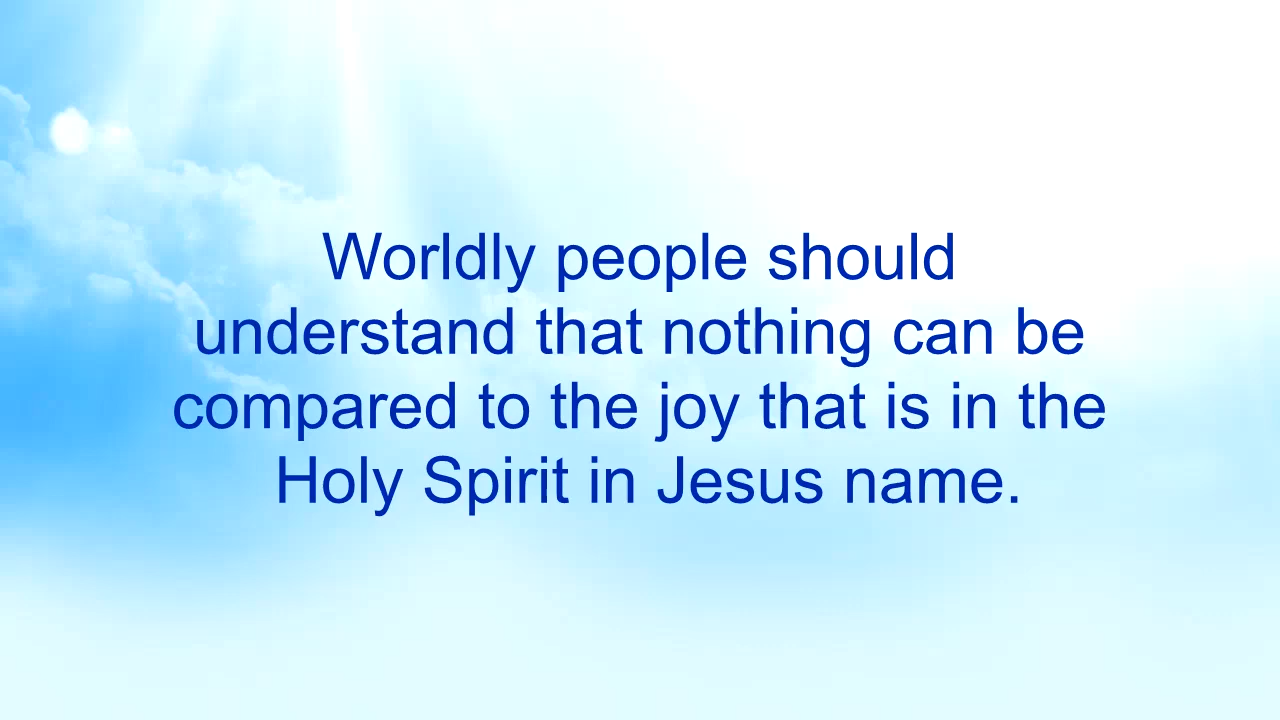 Worldly people should
understand that nothing can be
compared to the joy that is in the
Holy Spirit in Jesus name.